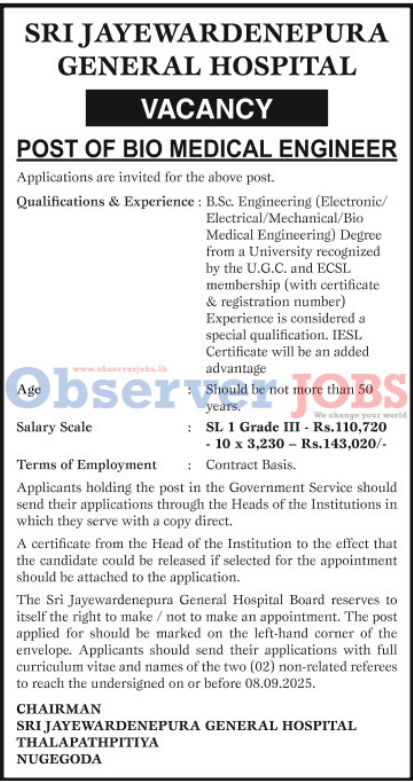 SRI JAYEWARDENEPURA
GENERAL HOSPITAL
VACANCY
POST OF BIO MEDICAL ENGINEER
Applications are invited for the above post.
Qualifications & Experience : B.Sc. Engineering (Electronic/
Electrical/Mechanical/Bio
Medical Engineering) Degree
from a University recognized
by the U.G.C. and ECSL
membership (with certificate
& registration number)
Experience is considered a
special qualification. IESL
Certificate will be an added
advantage
www.observerjobs.lk
Observer JOBS
We change your world
Age : Should be not more than 50
years.
Salary Scale : SL 1 Grade III - Rs.110,720
- 10 x 3,230 – Rs.143,020/-
Terms of Employment : Contract Basis.
Applicants holding the post in the Government Service should
send their applications through the Heads of the Institutions in
which they serve with a copy direct.
A certificate from the Head of the Institution to the effect that
the candidate could be released if selected for the appointment
should be attached to the application.
The Sri Jayewardenepura General Hospital Board reserves to
itself the right to make / not to make an appointment. The post
applied for should be marked on the left-hand corner of the
envelope. Applicants should send their applications with full
curriculum vitae and names of the two (02) non-related referees
to reach the undersigned on or before 08.09.2025.
CHAIRMAN
SRI JAYEWARDENEPURA GENERAL HOSPITAL
THALAPATHPITIYA
NUGEGODA